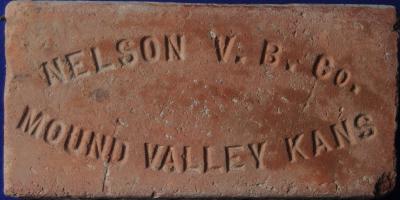 NELSON V. B. Co.
MOUND VALLEY KANS